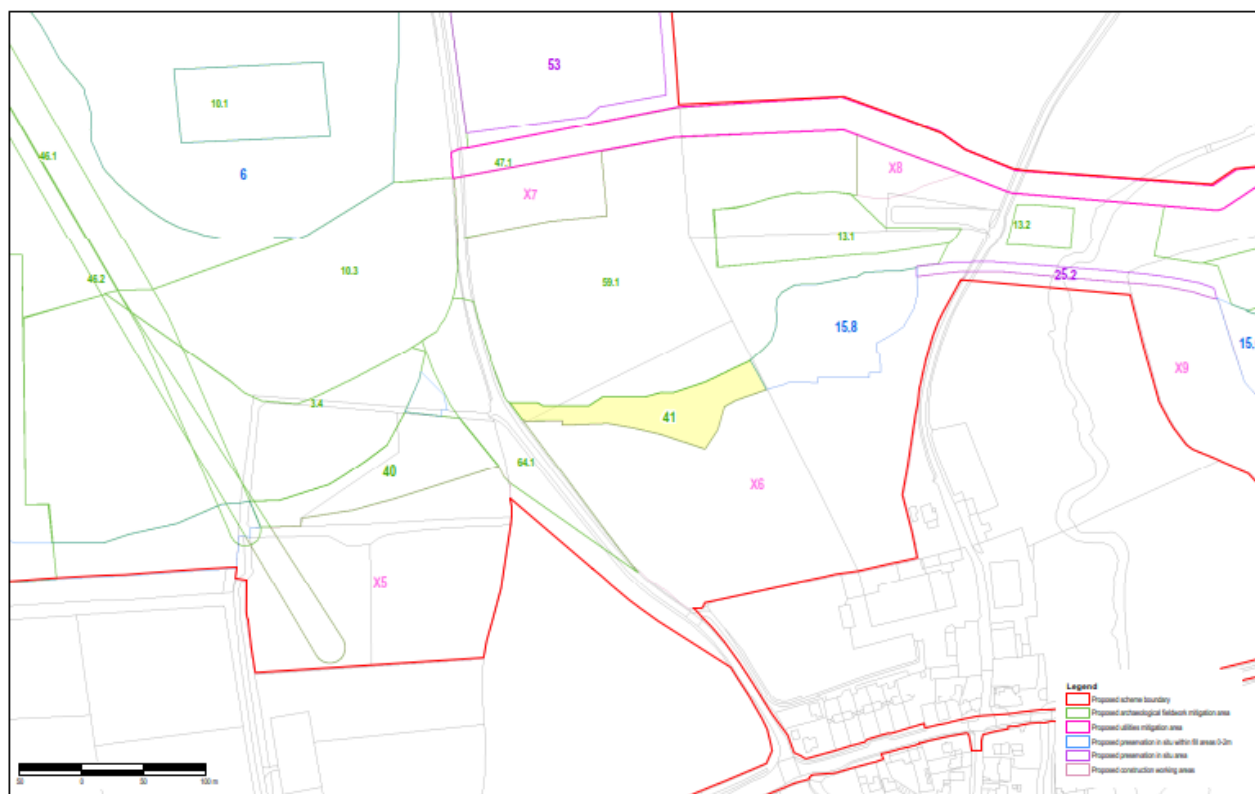 53
10.1
46.1
47.1
6
X8
X7
13.2
13.1
10.3
25.2
46.2
59.1
15.8
15.
X9
3.4
41
64.1
40
X6
X5
Legend
Proposed scheme boundary
Proposed archaeological fieldwork mitigation area
Proposed utilities mitigation area
Proposed preservation in situ within fill areas 0-2m
Proposed preservation in situ area
Proposed construction working areas
50 0 50 100 m